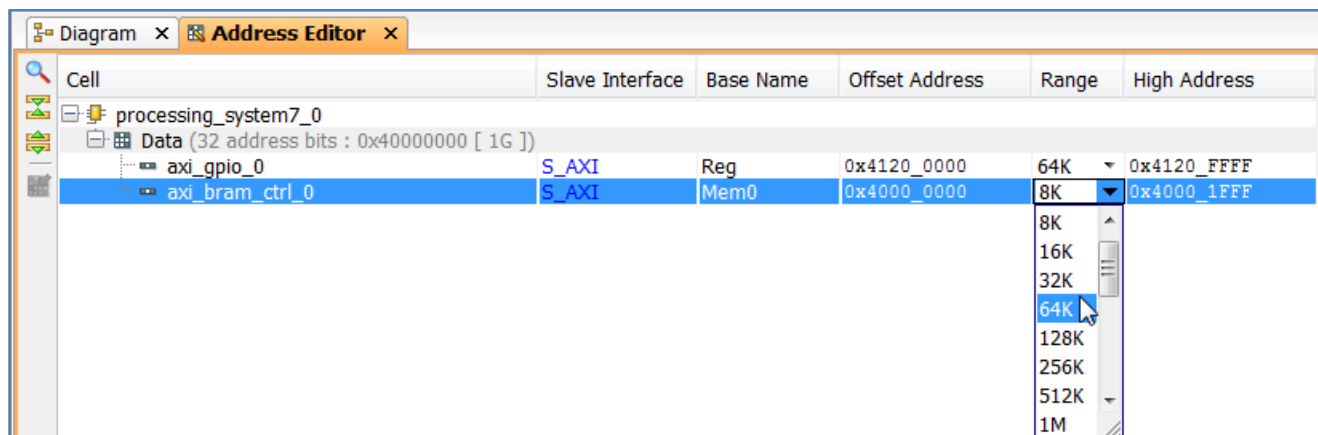 Diagram × Address Editor ×
Cell Slave Interface Base Name Offset Address Range High Address
processing_system7_0
Data (32 address bits : 0x40000000 [ 1G ])
axi_gpio_0 S_AXI Reg 0x4120_0000 64K 0x4120_FFFF
axi_bram_ctrl_0 S_AXI Mem0 0x4000_0000 8K 0x4000_1FFF
8K
16K
32K
64K
128K
256K
512K
1M